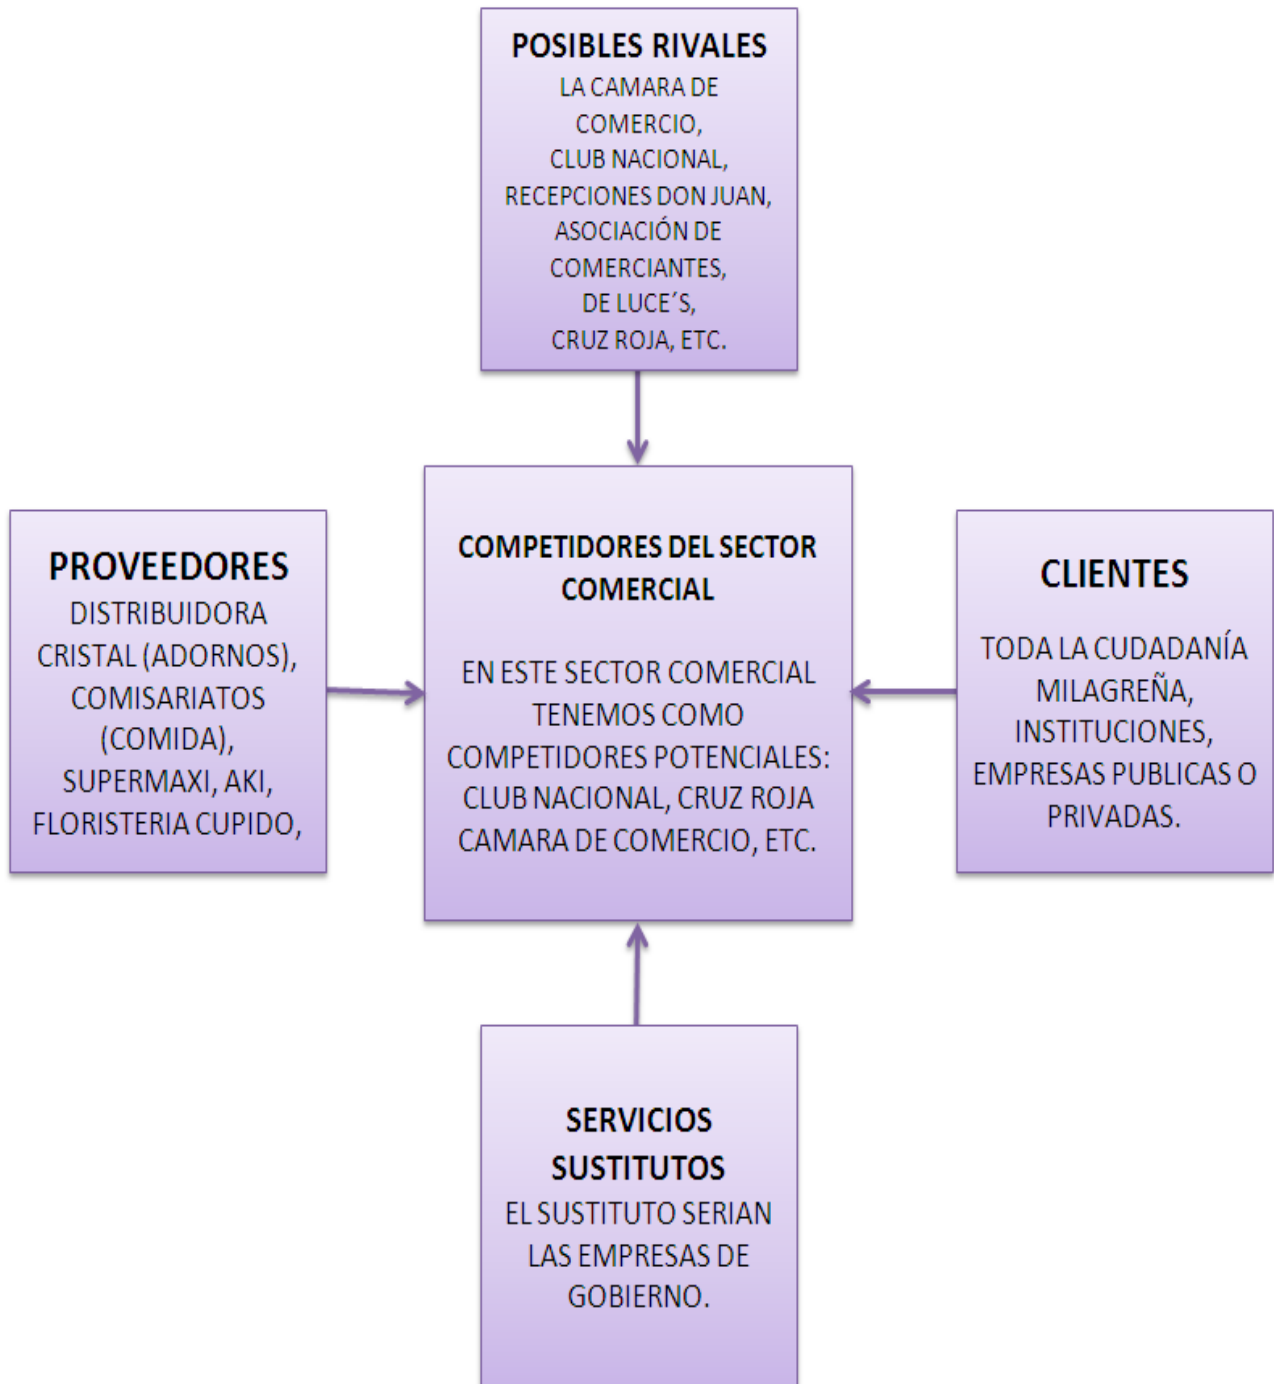 POSIBLES RIVALES
LA CAMARA DE
COMERCIO,
CLUB NACIONAL,
RECEPCIONES DON JUAN,
ASOCIACIÓN DE
COMERCIANTES,
DE LUCE´S,
CRUZ ROJA, ETC.
PROVEEDORES
DISTRIBUIDORA
CRISTAL (ADORNOS),
COMISARIATOS
(COMIDA),
SUPERMAXI, AKI,
FLORISTERIA CUPIDO,
COMPETIDORES DEL SECTOR
COMERCIAL
EN ESTE SECTOR COMERCIAL
TENEMOS COMO
COMPETIDORES POTENCIALES:
CLUB NACIONAL, CRUZ ROJA
CAMARA DE COMERCIO, ETC.
CLIENTES
TODA LA CUDADANÍA
MILAGREÑA,
INSTITUCIONES,
EMPRESAS PUBLICAS O
PRIVADAS.
SERVICIOS
SUSTITUTOS
EL SUSTITUTO SERIAN
LAS EMPRESAS DE
GOBIERNO.